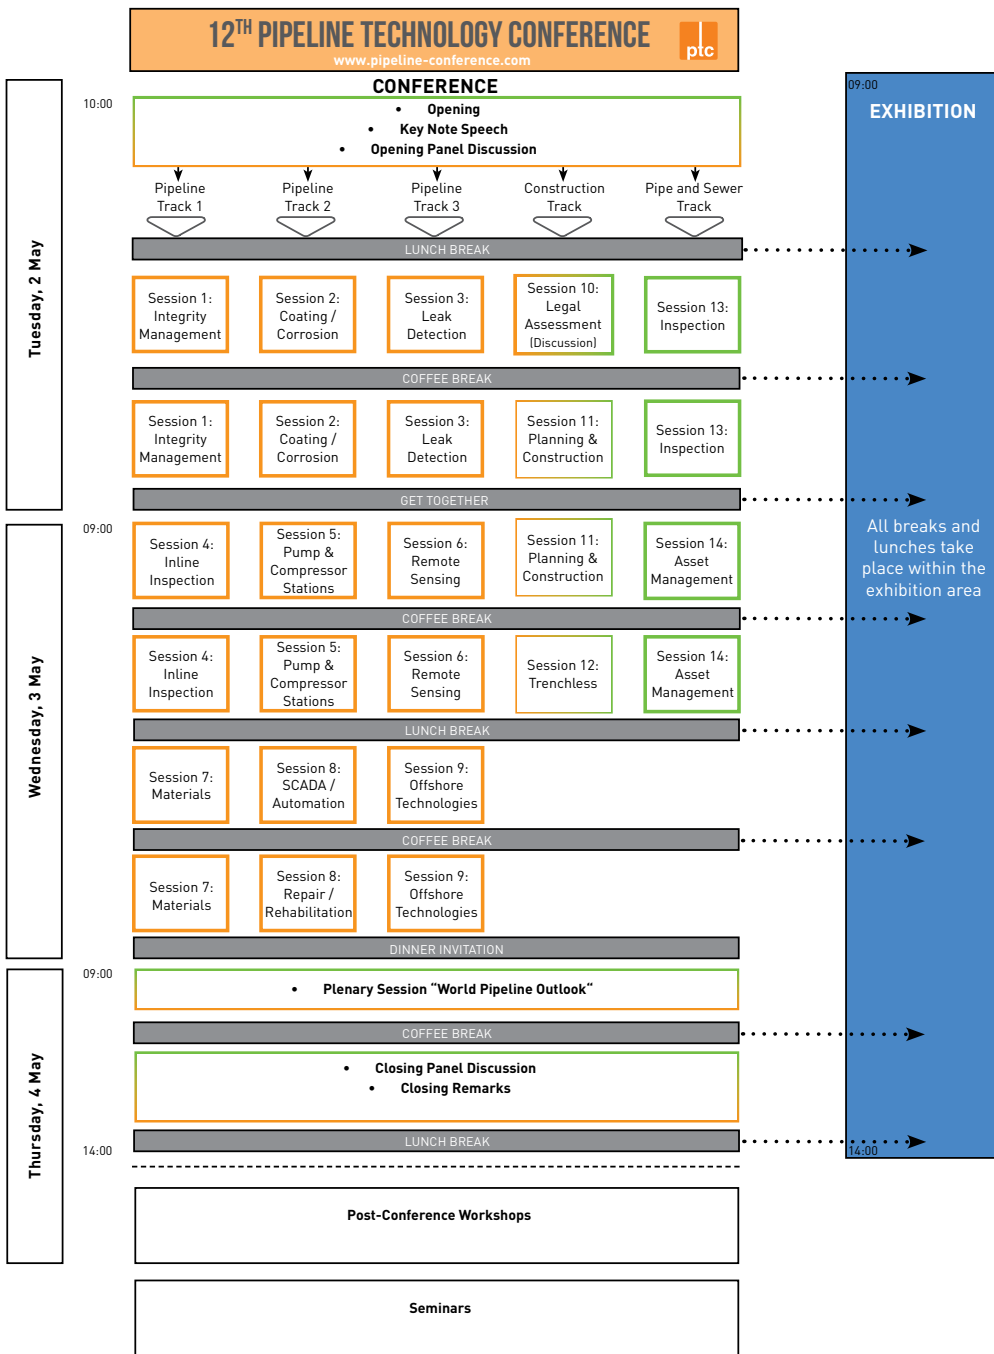 12TH PIPELINE TECHNOLOGY CONFERENCE
www.pipeline-conference.com
ptc
CONFERENCE
10:00
• Opening
• Key Note Speech
• Opening Panel Discussion
09:00
EXHIBITION
Pipeline
Track 1
Pipeline
Track 2
Pipeline
Track 3
Construction
Track
Pipe and Sewer
Track
Tuesday, 2 May
LUNCH BREAK
Session 1:
Integrity
Management
Session 2:
Coating /
Corrosion
Session 3:
Leak
Detection
Session 10:
Legal
Assessment
(Discussion)
Session 13:
Inspection
COFFEE BREAK
Session 1:
Integrity
Management
Session 2:
Coating /
Corrosion
Session 3:
Leak
Detection
Session 11:
Planning &
Construction
Session 13:
Inspection
GET TOGETHER
Wednesday, 3 May
09:00
Session 4:
Inline
Inspection
Session 5:
Pump &
Compressor
Stations
Session 6:
Remote
Sensing
Session 11:
Planning &
Construction
Session 14:
Asset
Management
All breaks and
lunches take
place within the
exhibition area
COFFEE BREAK
Session 4:
Inline
Inspection
Session 5:
Pump &
Compressor
Stations
Session 6:
Remote
Sensing
Session 12:
Trenchless
Session 14:
Asset
Management
LUNCH BREAK
Session 7:
Materials
Session 8:
SCADA /
Automation
Session 9:
Offshore
Technologies
COFFEE BREAK
Session 7:
Materials
Session 8:
Repair /
Rehabilitation
Session 9:
Offshore
Technologies
DINNER INVITATION
Thursday, 4 May
09:00
• Plenary Session “World Pipeline Outlook“
COFFEE BREAK
• Closing Panel Discussion
• Closing Remarks
LUNCH BREAK
14:00
14:00
Post-Conference Workshops
Seminars